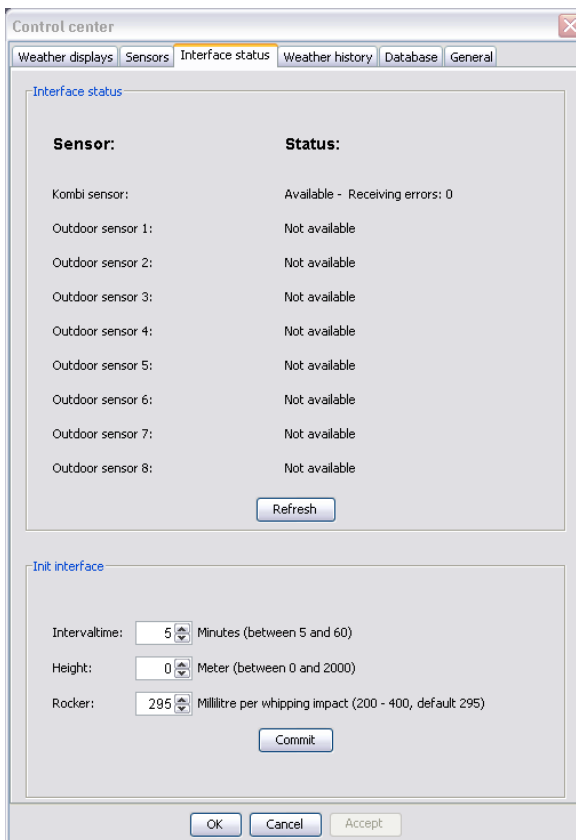 Control center
Weather displays Sensors Interface status Weather history Database General
Interface status
Sensor: Status:
Kombi sensor: Available - Receiving errors: 0
Outdoor sensor 1: Not available
Outdoor sensor 2: Not available
Outdoor sensor 3: Not available
Outdoor sensor 4: Not available
Outdoor sensor 5: Not available
Outdoor sensor 6: Not available
Outdoor sensor 7: Not available
Outdoor sensor 8: Not available
Refresh
Init interface
Intervaltime: 5 Minutes (between 5 and 60)
Height: 0 Meter (between 0 and 2000)
Rocker: 295 Millilitre per whipping impact (200 - 400, default 295)
Commit
OK Cancel Accept